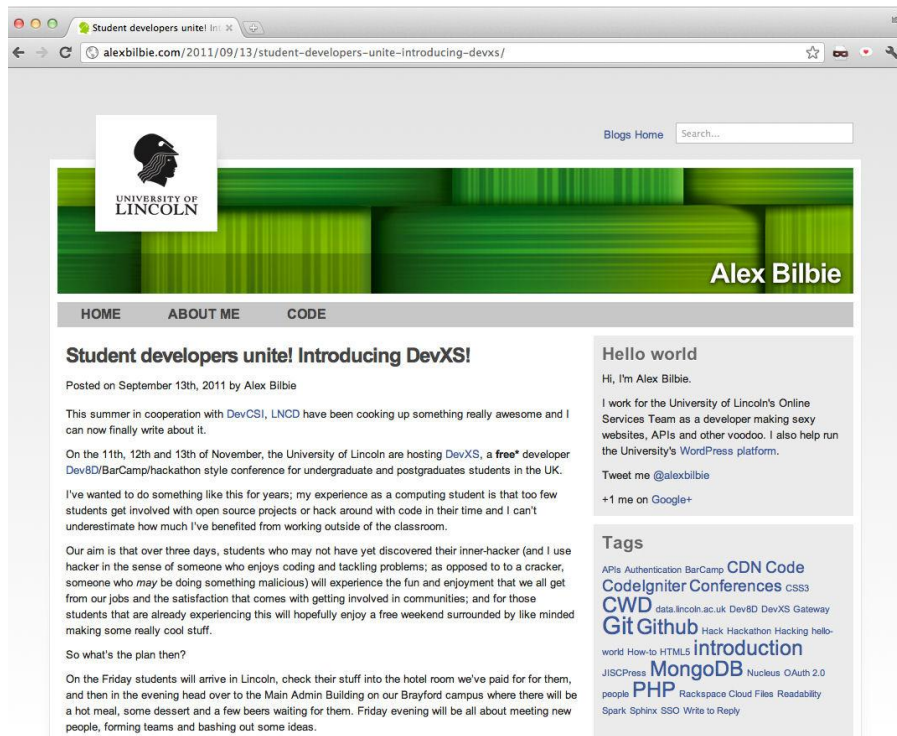 Student developers unite! Int
alexbilbie.com/2011/09/13/student-developers-unite-introducing-devxs/
Blogs Home
Search...
UNIVERSITY OF
LINCOLN
Alex Bilbie
HOME ABOUT ME CODE
Student developers unite! Introducing DevXS!
Posted on September 13th, 2011 by Alex Bilbie
This summer in cooperation with DevCSI, LNCD have been cooking up something really awesome and I
can now finally write about it.
On the 11th, 12th and 13th of November, the University of Lincoln are hosting DevXS, a free* developer
Dev8D/BarCamp/hackathon style conference for undergraduate and postgraduates students in the UK.
I've wanted to do something like this for years; my experience as a computing student is that too few
students get involved with open source projects or hack around with code in their time and I can't
underestimate how much I've benefited from working outside of the classroom.
Our aim is that over three days, students who may not have yet discovered their inner-hacker (and I use
hacker in the sense of someone who enjoys coding and tackling problems; as opposed to to a cracker,
someone who may be doing something malicious) will experience the fun and enjoyment that we all get
from our jobs and the satisfaction that comes with getting involved in communities; and for those
students that are already experiencing this will hopefully enjoy a free weekend surrounded by like minded
making some really cool stuff.
So what's the plan then?
On the Friday students will arrive in Lincoln, check their stuff into the hotel room we've paid for for them,
and then in the evening head over to the Main Admin Building on our Brayford campus where there will be
a hot meal, some dessert and a few beers waiting for them. Friday evening will be all about meeting new
people, forming teams and bashing out some ideas.
Hello world
Hi, I'm Alex Bilbie.
I work for the University of Lincoln's Online
Services Team as a developer making sexy
websites, APIs and other voodoo. I also help run
the University's WordPress platform.
Tweet me @alexbilbie
+1 me on Google+
Tags
APIs Authentication BarCamp CDN Code
CodeIgniter Conferences CSS3
CWD data.lincoln.ac.uk Dev8D DevXS Gateway
Git Github Hack Hackathon Hacking hello-
world How-to HTML5 introduction
JISCPress MongoDB Nucleus OAuth 2.0
people PHP Rackspace Cloud Files Readability
Spark Sphinx SSO Write to Reply